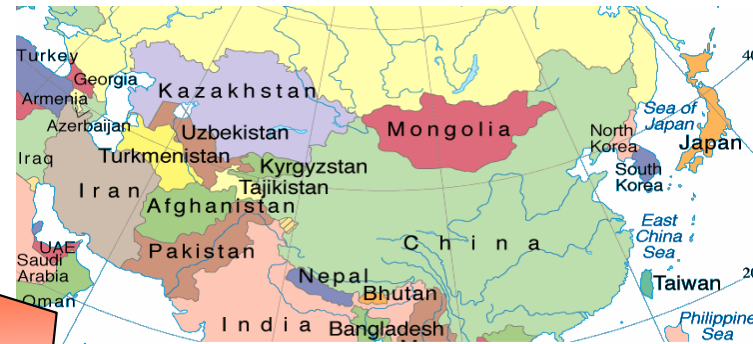 Turkey
Georgia
Armenia
Azerbaijan
Kazakhstan
Uzbekistan
Turkmenistan
Kyrgyzstan
Tajikistan
Mongolia
North
Korea
Sea of
Japan
Japan
South
Korea
Iraq
Iran
Afghanistan
Pakistan
China
East
China
Sea
UAE
Saudi
Arabia
Oman
Nepal
Bhutan
India
Bangladesh
Taiwan
Philippine
Sea